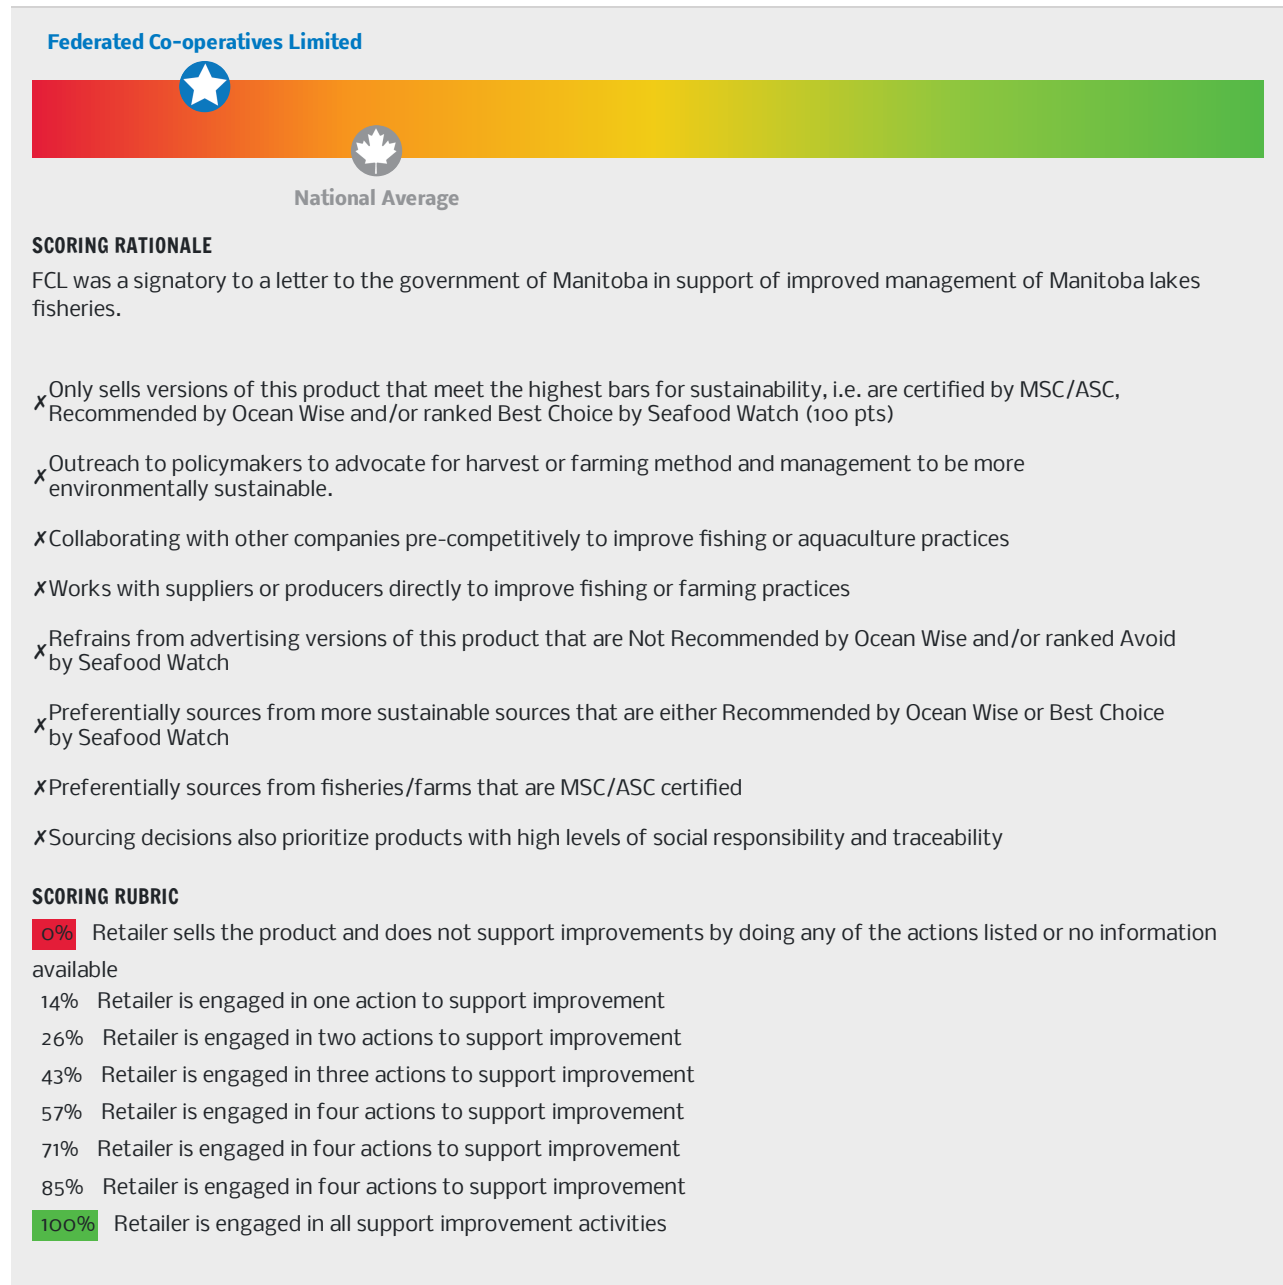 Federated Co-operatives Limited
National Average
SCORING RATIONALE
FCL was a signatory to a letter to the government of Manitoba in support of improved management of Manitoba lakes
fisheries.
✗Only sells versions of this product that meet the highest bars for sustainability, i.e. are certified by MSC/ASC,
Recommended by Ocean Wise and/or ranked Best Choice by Seafood Watch (100 pts)
✗Outreach to policymakers to advocate for harvest or farming method and management to be more
environmentally sustainable.
✗Collaborating with other companies pre-competitively to improve fishing or aquaculture practices
✗Works with suppliers or producers directly to improve fishing or farming practices
✗Refrains from advertising versions of this product that are Not Recommended by Ocean Wise and/or ranked Avoid
by Seafood Watch
✗Preferentially sources from more sustainable sources that are either Recommended by Ocean Wise or Best Choice
by Seafood Watch
✗Preferentially sources from fisheries/farms that are MSC/ASC certified
✗Sourcing decisions also prioritize products with high levels of social responsibility and traceability
SCORING RUBRIC
0% Retailer sells the product and does not support improvements by doing any of the actions listed or no information
available
14% Retailer is engaged in one action to support improvement
26% Retailer is engaged in two actions to support improvement
43% Retailer is engaged in three actions to support improvement
57% Retailer is engaged in four actions to support improvement
71% Retailer is engaged in four actions to support improvement
85% Retailer is engaged in four actions to support improvement
100% Retailer is engaged in all support improvement activities